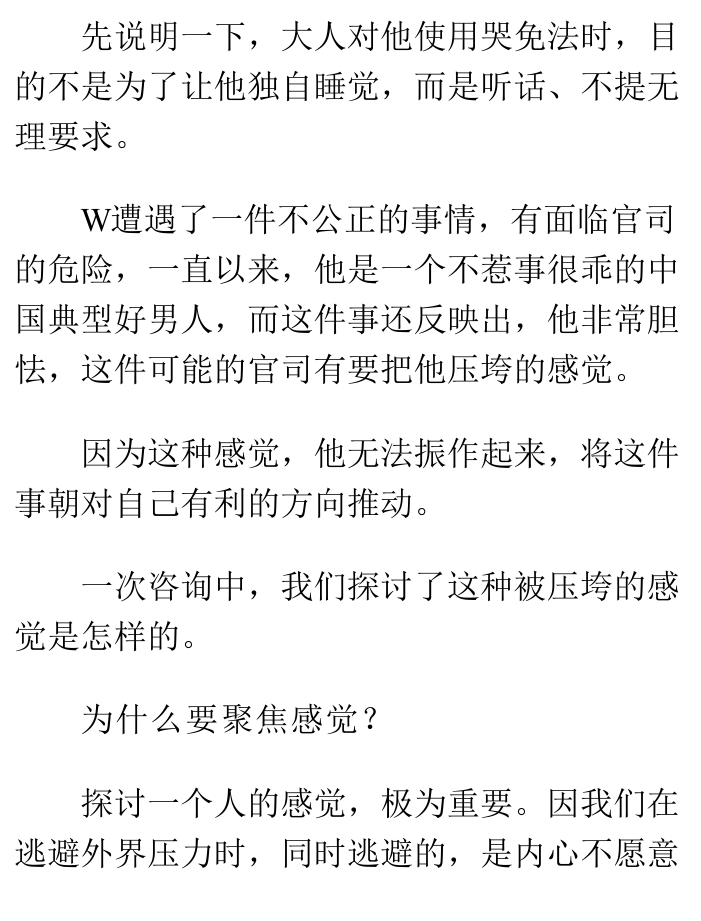 先说明一下，大人对他使用哭免法时，目
的不是为了让他独自睡觉，而是听话、不提无
理要求。
W遭遇了一件不公正的事情，有面临官司
的危险，一直以来，他是一个不惹事很乖的中
国典型好男人，而这件事还反映出，他非常胆
怯，这件可能的官司有要把他压垮的感觉。
因为这种感觉，他无法振作起来，将这件
事朝对自己有利的方向推动。
一次咨询中，我们探讨了这种被压垮的感
觉是怎样的。
为什么要聚焦感觉？
探讨一个人的感觉，极为重要。因我们在
逃避外界压力时，同时逃避的，是内心不愿意